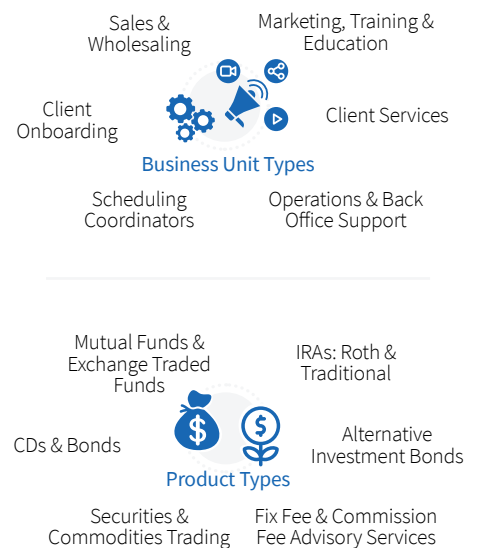 Sales &
Wholesaling
Marketing, Training &
Education
Client
Onboarding
Client Services
Business Unit Types
Scheduling
Coordinators
Operations & Back
Office Support
Mutual Funds &
Exchange Traded
Funds
IRAs: Roth &
Traditional
CDs & Bonds
$
$
Alternative
Investment Bonds
Product Types
Securities &
Commodities Trading
Fix Fee & Commission
Fee Advisory Services